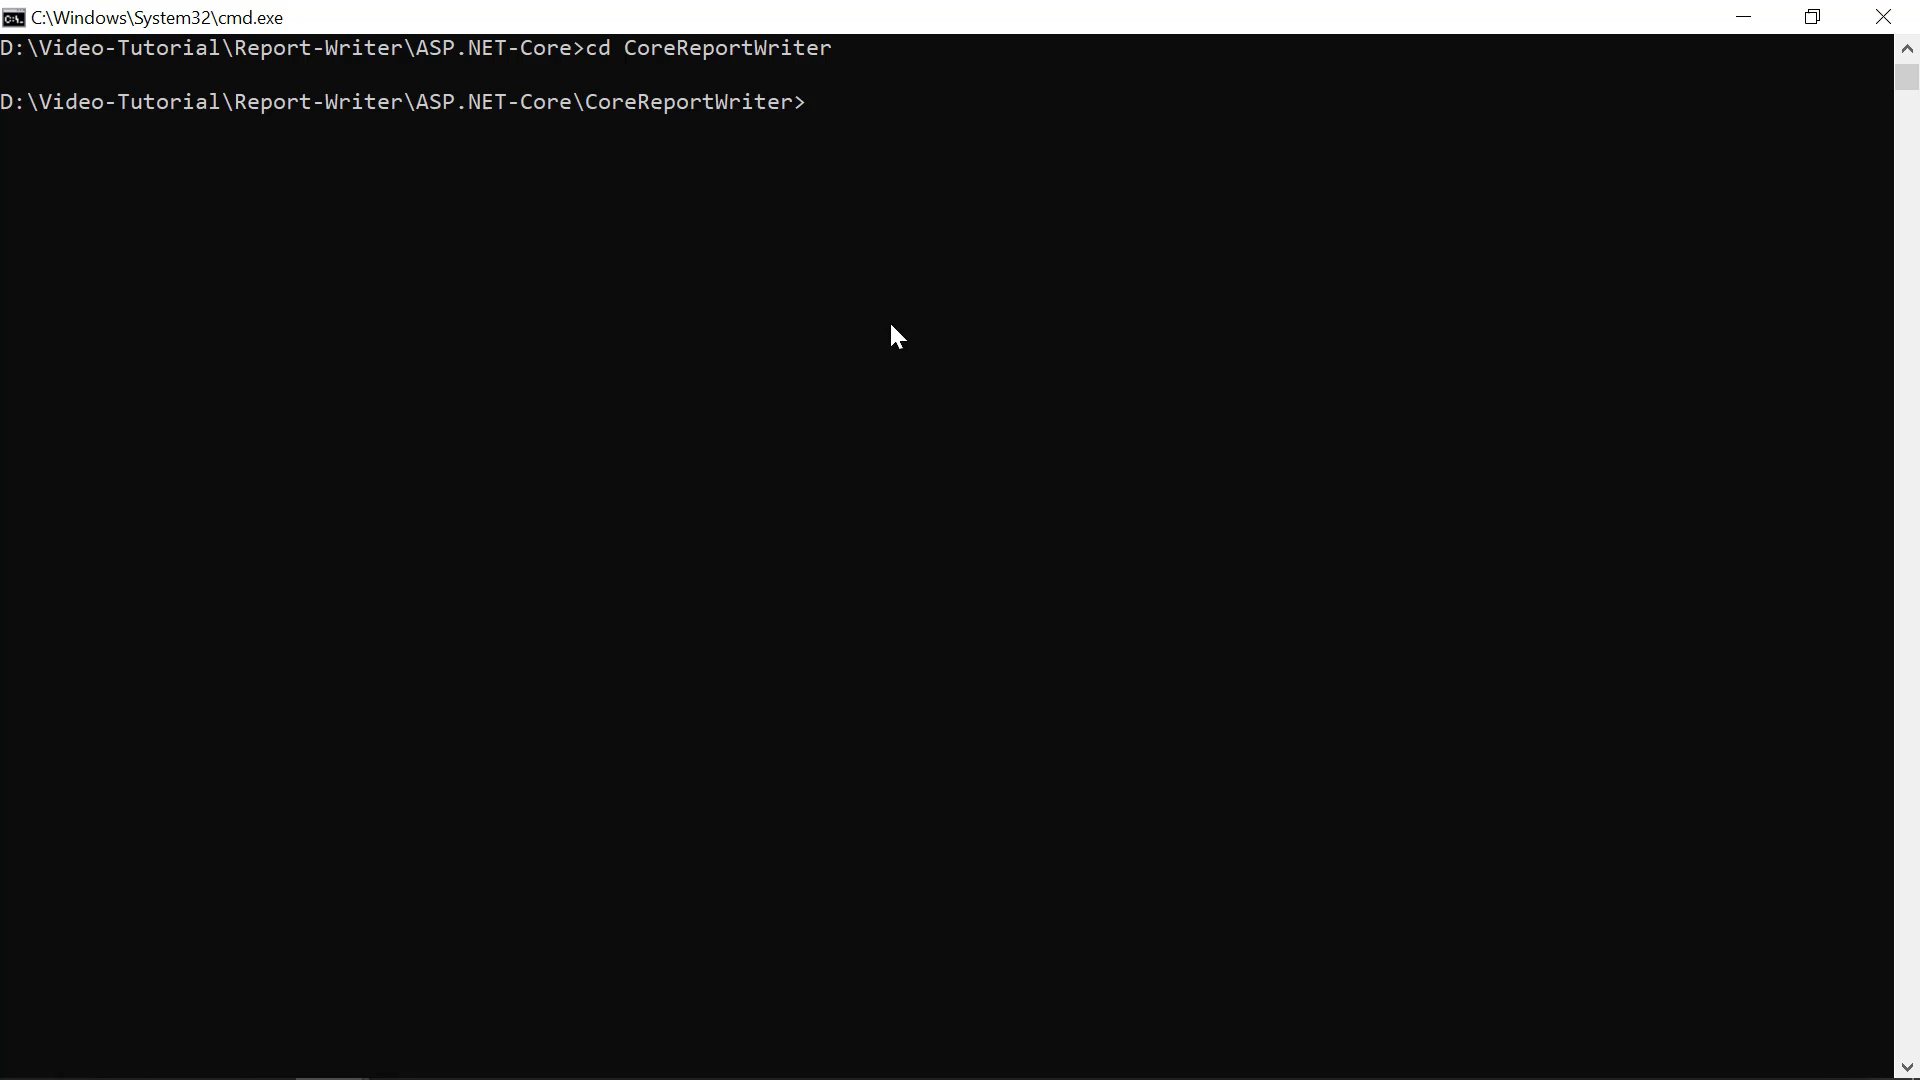 C:\Windows\System32\cmd.exe
D:\Video-Tutorial\Report-Writer\ASP.NET-Core>cd CoreReportWriter
D:\Video-Tutorial\Report-Writer\ASP.NET-Core\CoreReportWriter>